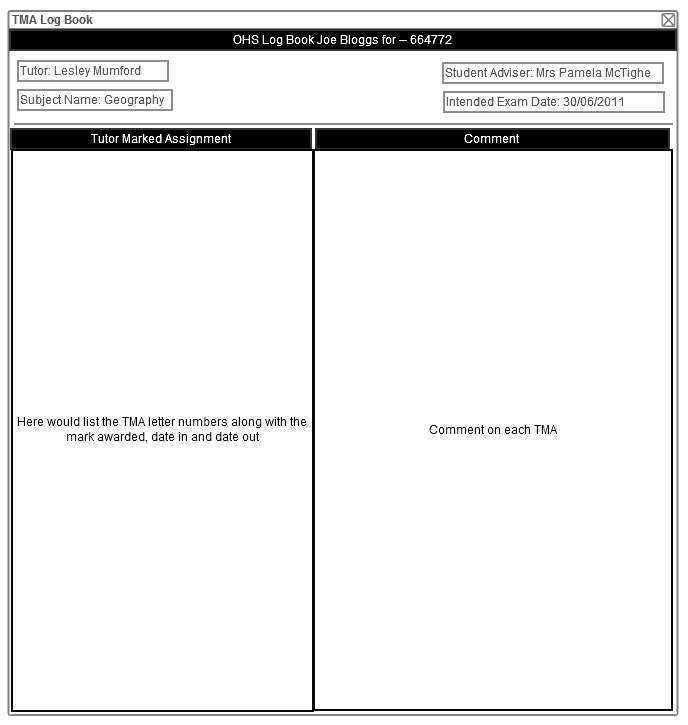 TMA Log Book
OHS Log Book Joe Bloggs for – 664772
Tutor: Lesley Mumford
Student Adviser: Mrs Pamela McTighe
Subject Name: Geography
Intended Exam Date: 30/06/2011
Tutor Marked Assignment
Comment
Here would list the TMA letter numbers along with the
mark awarded, date in and date out
Comment on each TMA